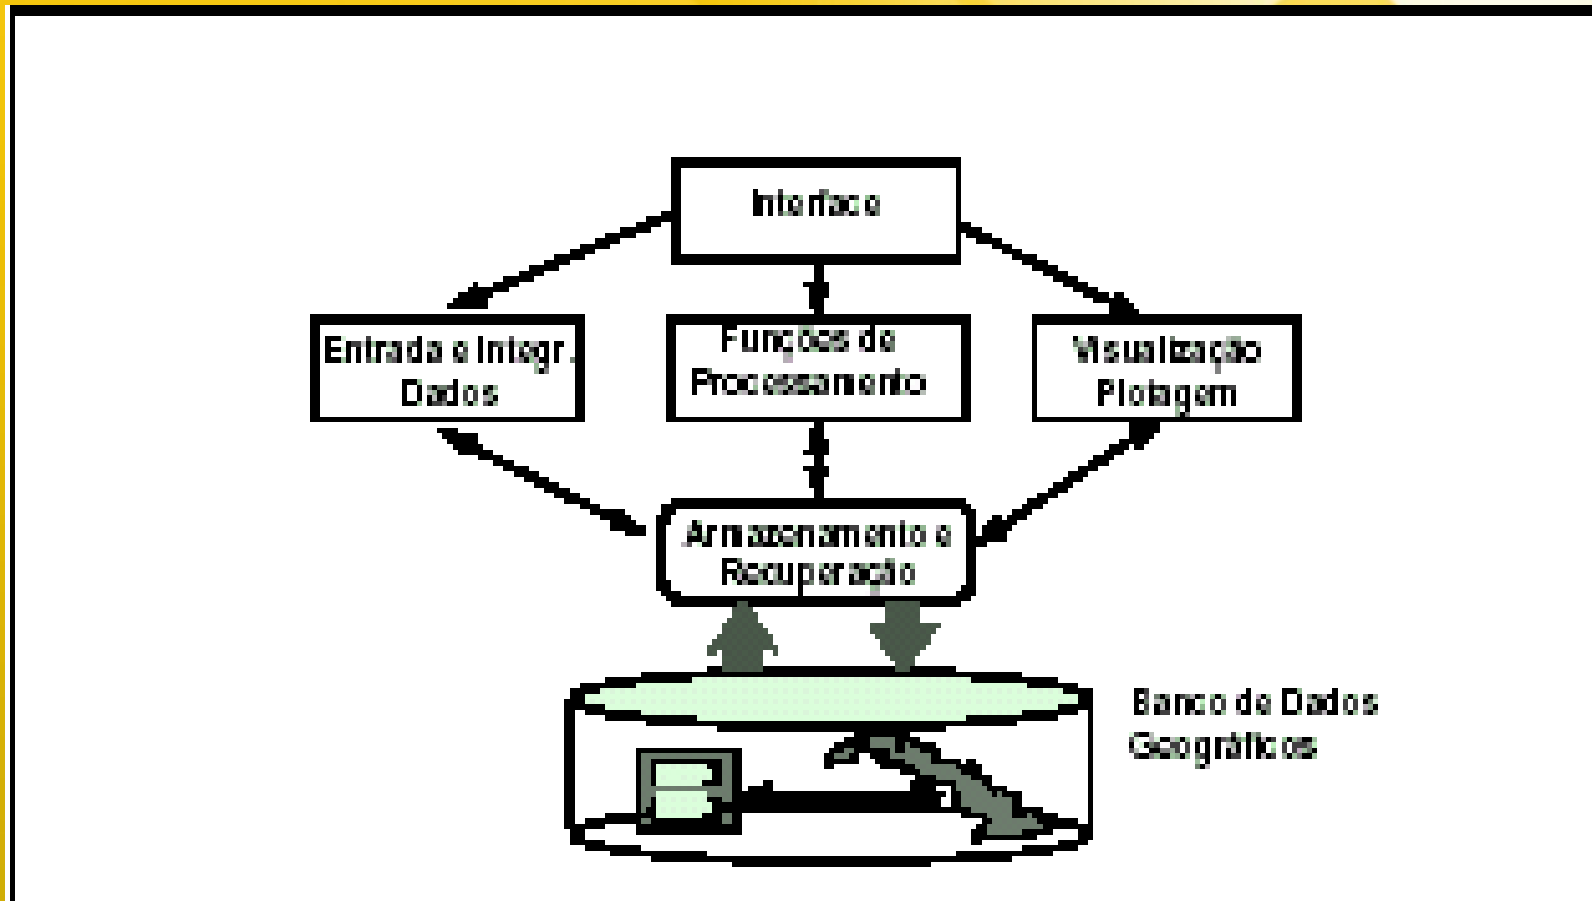 Interface
Entrada e Integr.
Dados
Funções de
Processamento
Visualização
Plotagem
Armazenamento e
Recuperação
Banco de Dados
Geográficos